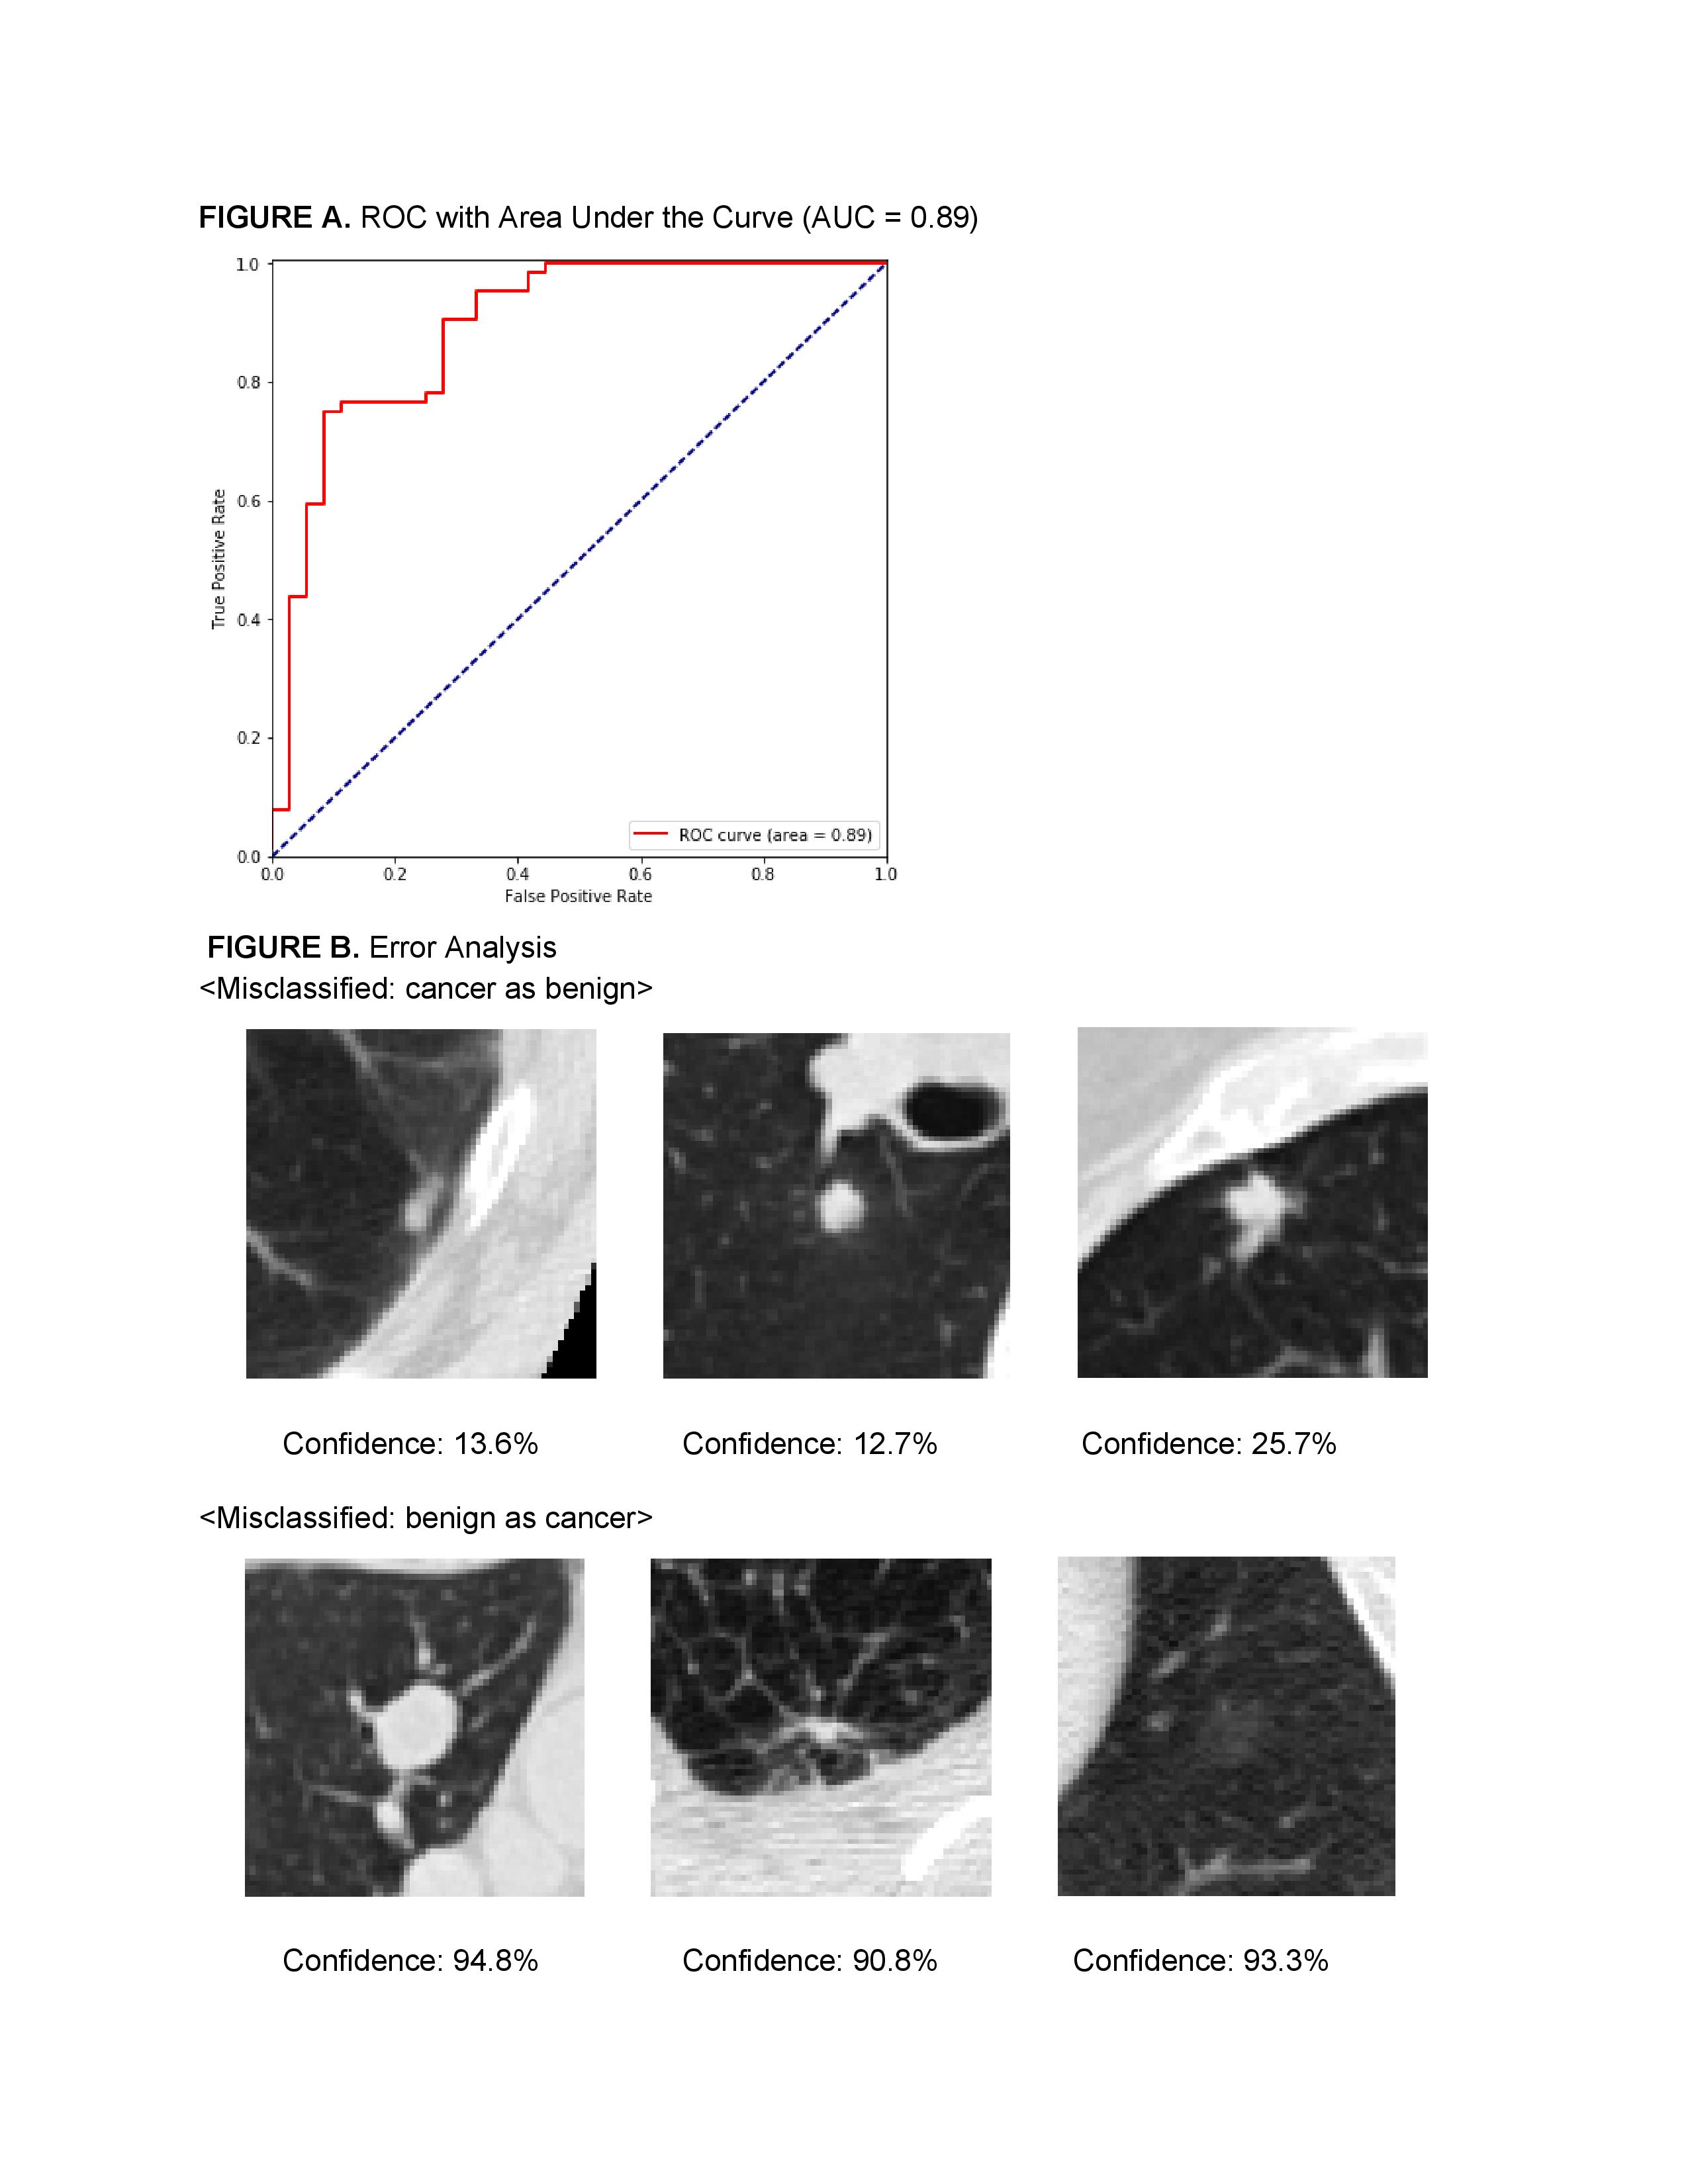 FIGURE A. ROC with Area Under the Curve (AUC = 0.89)
1.0
0.8
0.6
0.4
0.2
0.0
True Positive Rate
0.0 0.2 0.4 0.6 0.8 1.0
False Positive Rate
ROC curve (area = 0.89)
FIGURE B. Error Analysis
<Misclassified: cancer as benign>
Confidence: 13.6% Confidence: 12.7% Confidence: 25.7%
<Misclassified: benign as cancer>
Confidence: 94.8% Confidence: 90.8% Confidence: 93.3%